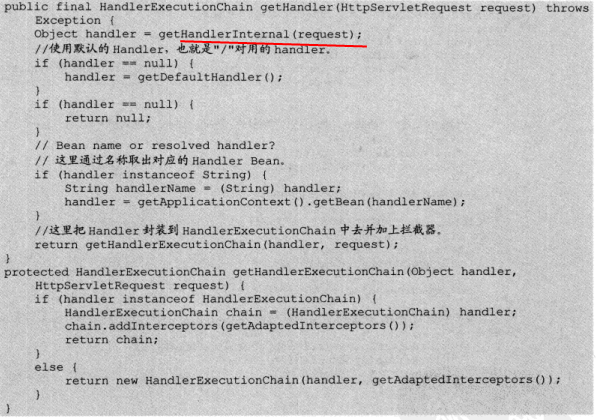 public final HandlerExecutionChain getHandler(HttpServletRequest request) throws
Exception {
Object handler = getHandlerInternal(request);
//使用默认的 Handler，也就是"/"对用的 handler。
if (handler == null) {
handler = getDefaultHandler();
}
if (handler == null) {
return null;
}
// Bean name or resolved handler?
// 这里通过名称取出对应的 Handler Bean。
if (handler instanceof String) {
String handlerName = (String) handler;
handler = getApplicationContext().getBean(handlerName);
}
//这里把 Handler 封装到 HandlerExecutionChain 中去并加上拦截器。
return getHandlerExecutionChain(handler, request);
}
protected HandlerExecutionChain getHandlerExecutionChain(Object handler,
HttpServletRequest request) {
if (handler instanceof HandlerExecutionChain) {
HandlerExecutionChain chain = (HandlerExecutionChain) handler;
chain.addInterceptors(getAdaptedInterceptors());
return chain;
}
else {
return new HandlerExecutionChain(handler, getAdaptedInterceptors());
}
}